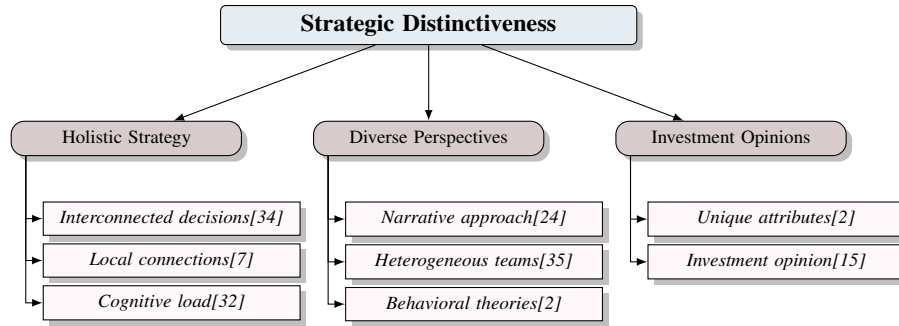 Strategic Distinctiveness
Holistic Strategy
Diverse Perspectives
Investment Opinions
Interconnected decisions[34]
Local connections[7]
Cognitive load[32]
Narrative approach[24]
Heterogeneous teams[35]
Behavioral theories[2]
Unique attributes[2]
Investment opinion[15]